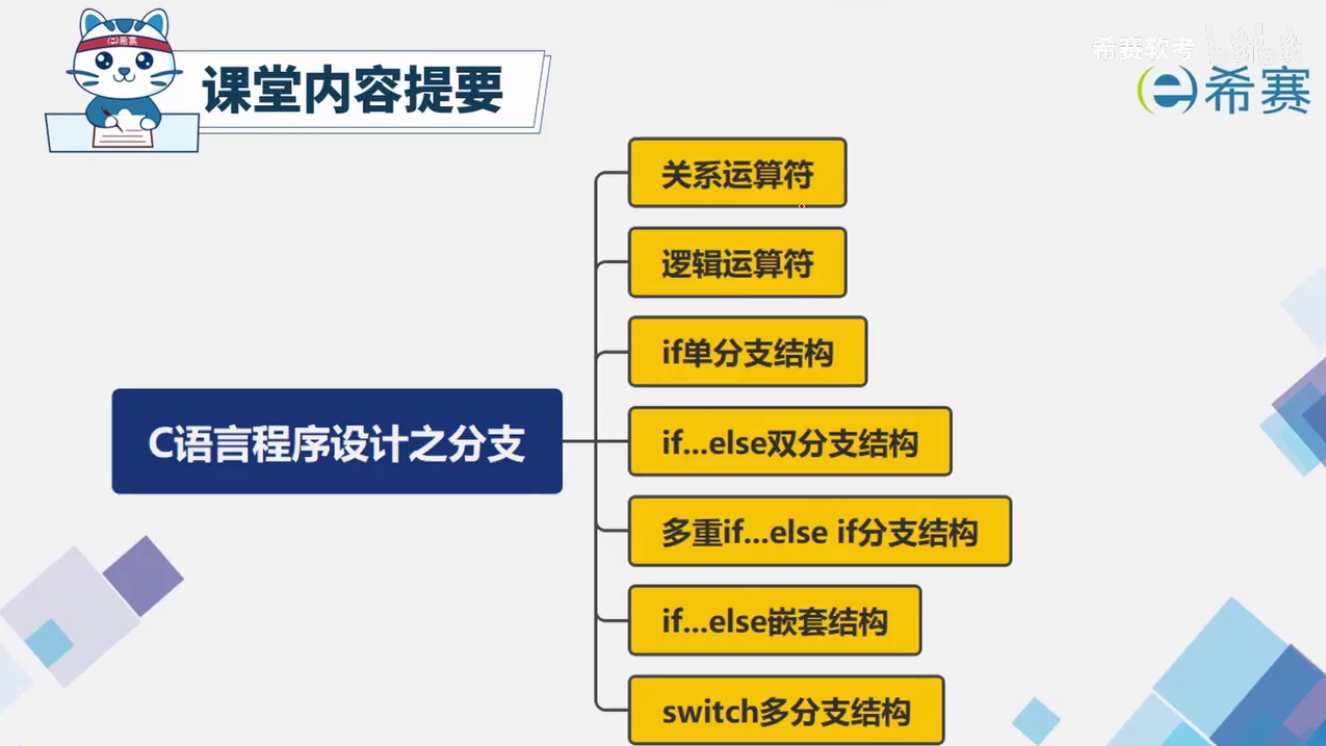 希赛
课堂内容提要
希赛软考
希赛
关系运算符
逻辑运算符
if单分支结构
if...else双分支结构
C语言程序设计之分支
多重if...else if分支结构
if...else嵌套结构
switch多分支结构